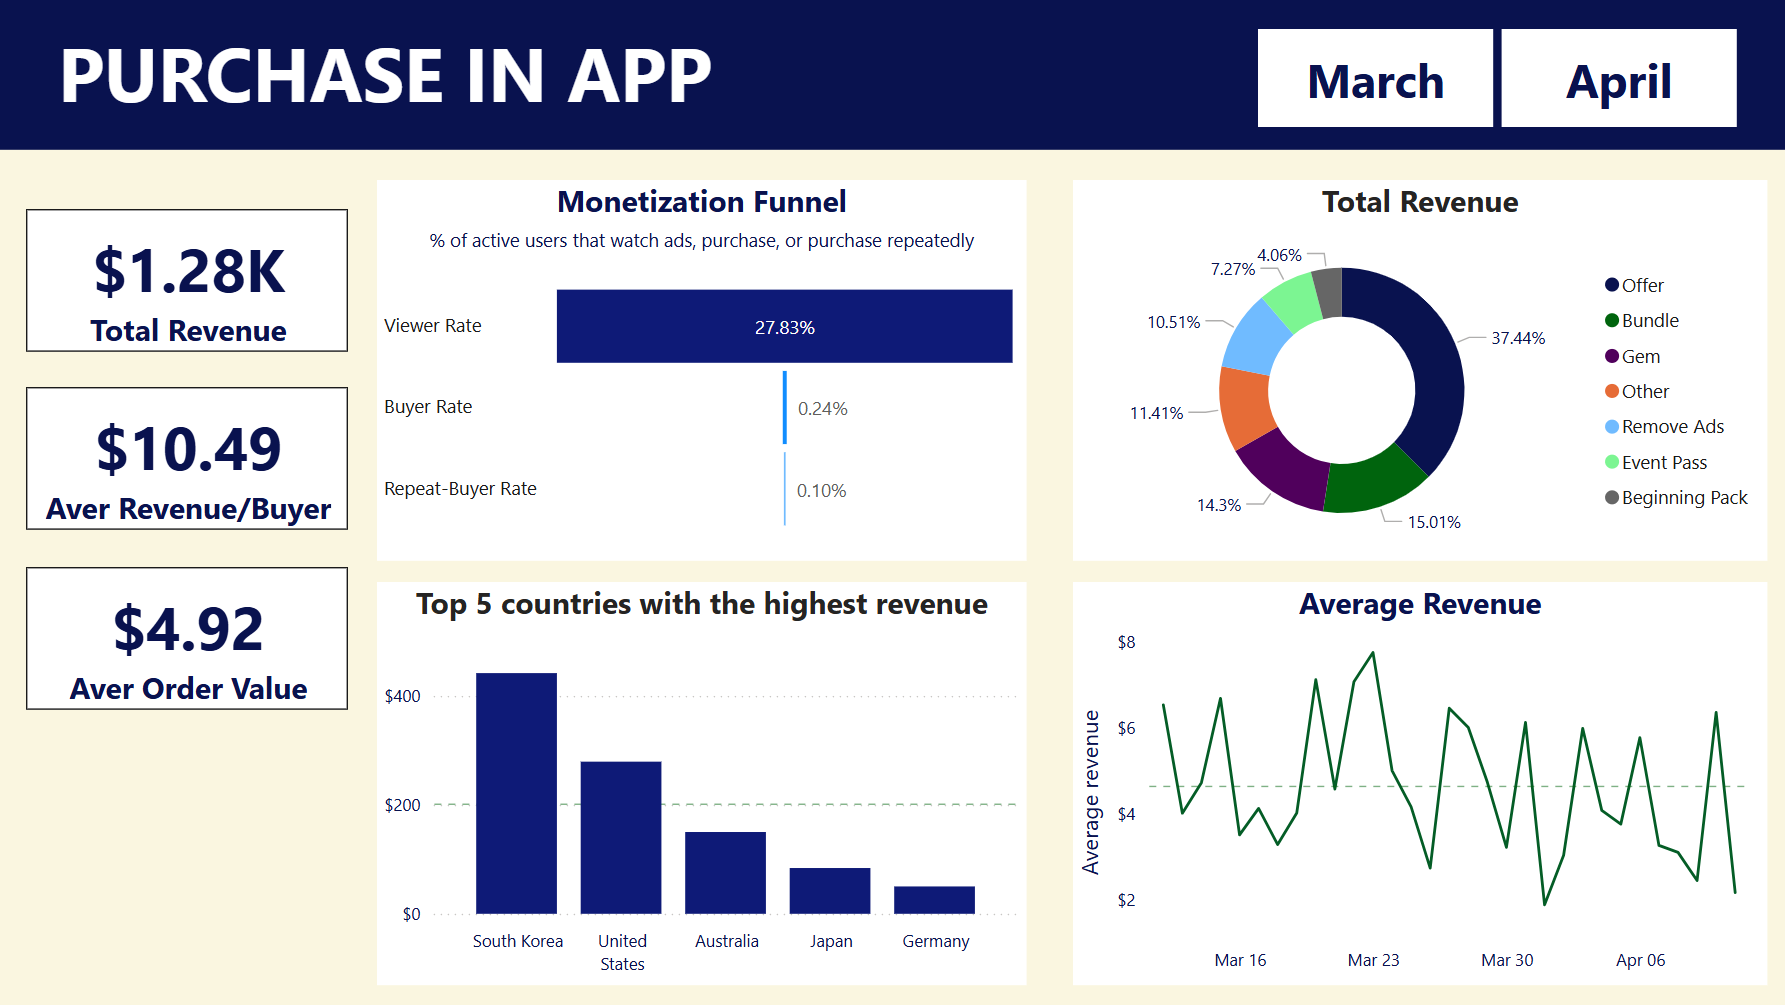 PURCHASE IN APP
March
April
$1.28K
Total Revenue
$10.49
Aver Revenue/Buyer
$4.92
Aver Order Value
Monetization Funnel
% of active users that watch ads, purchase, or purchase repeatedly
Viewer Rate
27.83%
Buyer Rate
0.24%
Repeat-Buyer Rate
0.10%
Total Revenue
4.06%
7.27%
10.51%
11.41%
14.3%
15.01%
37.44%
Offer
Bundle
Gem
Other
Remove Ads
Event Pass
Beginning Pack
Top 5 countries with the highest revenue
$400
$200
$0
South Korea
United
States
Australia
Japan
Germany
Average Revenue
Average revenue
$8
$6
$4
$2
Mar 16
Mar 23
Mar 30
Apr 06